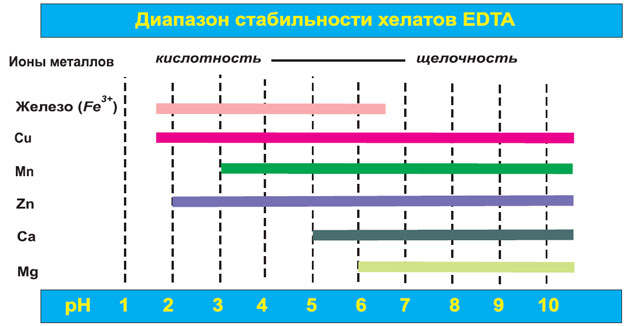 Диапазон стабильности хелатов EDTA
Ионы металлов кислотность щелочность
Железо (Fe3+)
Cu
Mn
Zn
Ca
Mg
pH 1 2 3 4 5 6 7 8 9 10